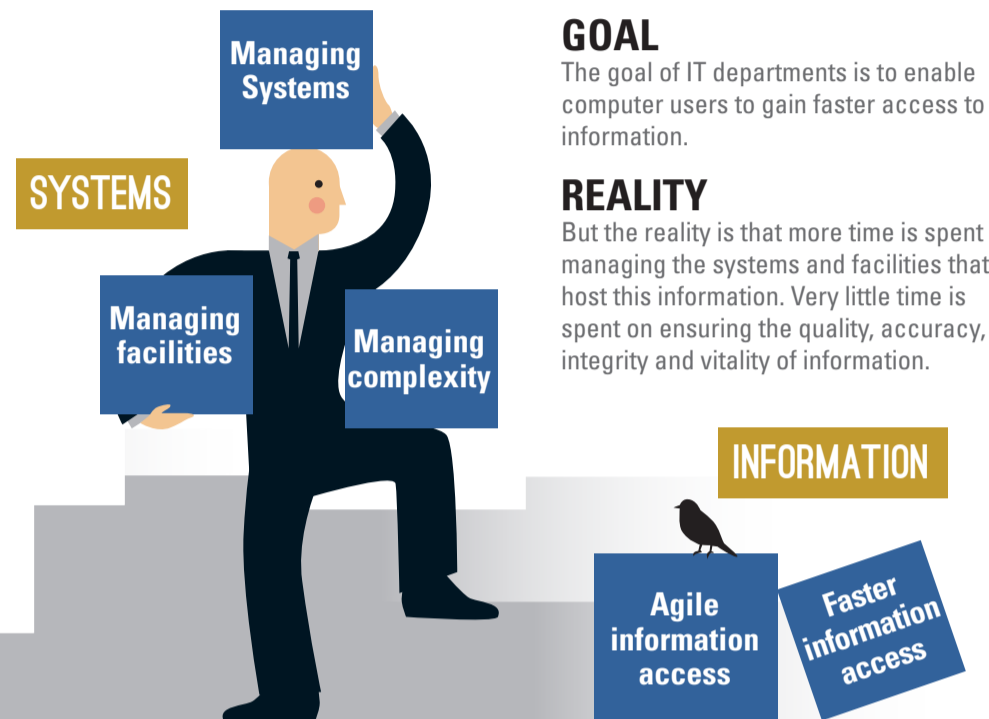 Managing
Systems
SYSTEMS
Managing
facilities
Managing
complexity
GOAL
The goal of IT departments is to enable
computer users to gain faster access to
information.
REALITY
But the reality is that more time is spent
managing the systems and facilities that
host this information. Very little time is
spent on ensuring the quality, accuracy,
integrity and vitality of information.
INFORMATION
Agile
information
access
Faster
information
access